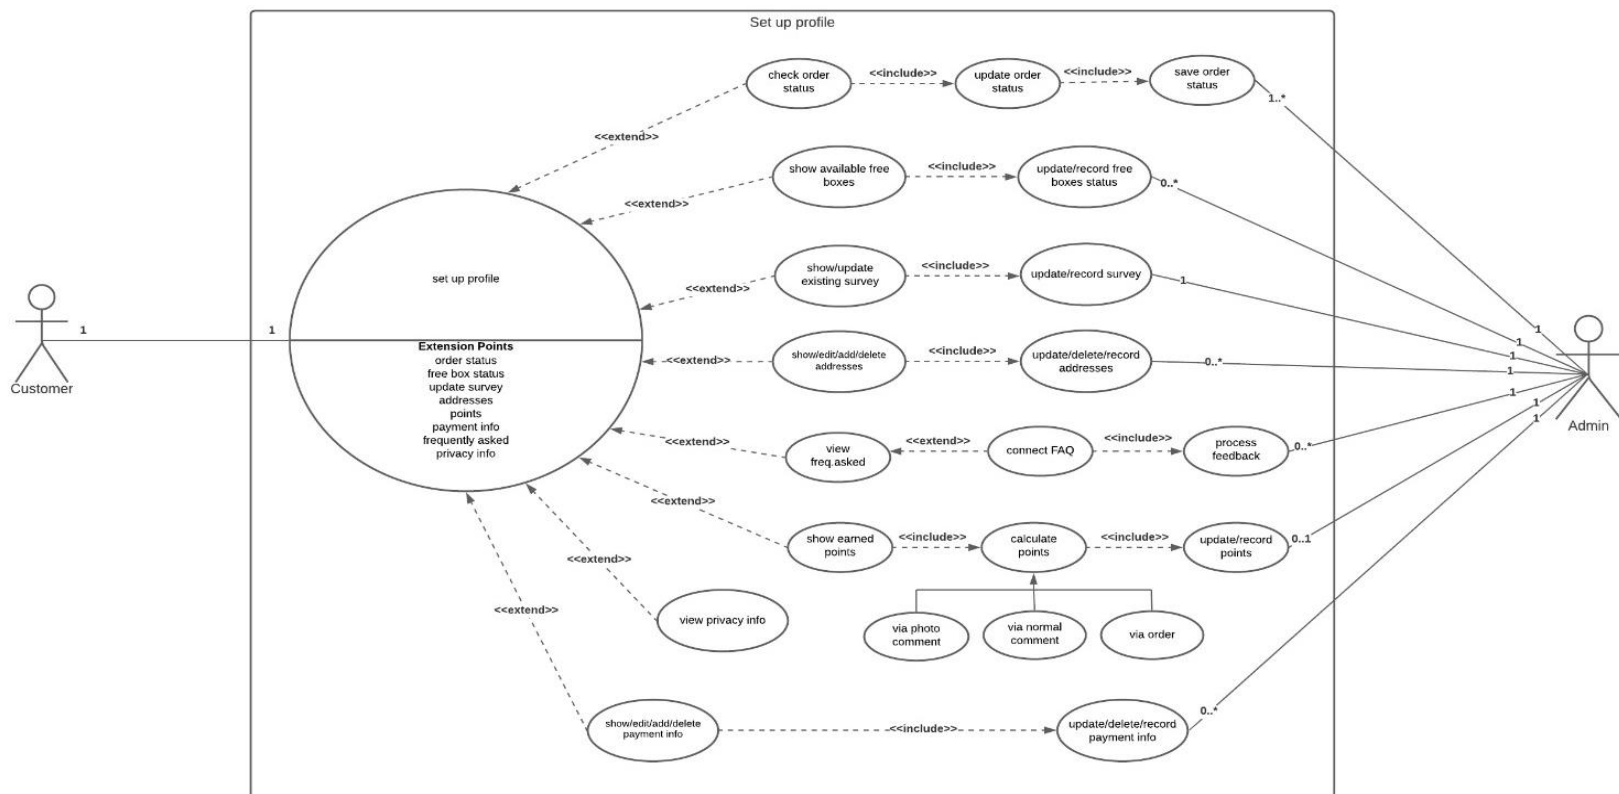 Set up profile
check order
status
<<include>>
update order
status
<<include>>
save order
status
1..*
<<extend>>
show available free
boxes
<<include>>
update/record free
boxes status
0..*
<<extend>>
set up profile
show/update
existing survey
<<include>>
update/record survey
1
<<extend>>
1
1
Extension Points
order status
free box status
update survey
addresses
points
payment info
frequently asked
privacy info
Customer
<<extend>>
show/edit/add/delete
addresses
<<include>>
update/delete/record
addresses
0..*
1
1
1
1
1
1
1
Admin
<<extend>>
view
freq.asked
<<extend>>
connect FAQ
<<include>>
process
feedback
0..*
<<extend>>
show earned
points
<<include>>
calculate
points
<<include>>
update/record
points
0..1
<<extend>>
view privacy info
via photo
comment
via normal
comment
via order
<<extend>>
show/edit/add/delete
payment info
<<include>>
update/delete/record
payment info
0..*